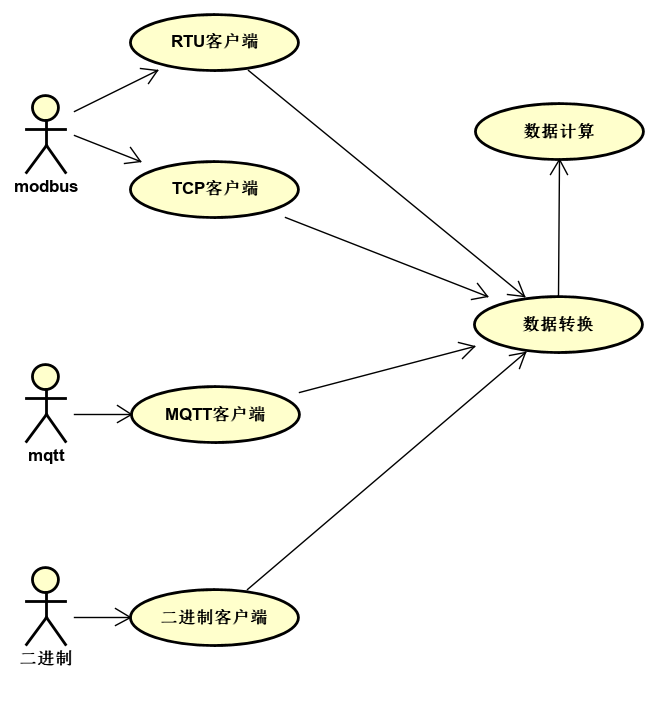 RTU客户端
数据计算
modbus
TCP客户端
数据转换
MQTT客户端
mqtt
二进制客户端
二进制